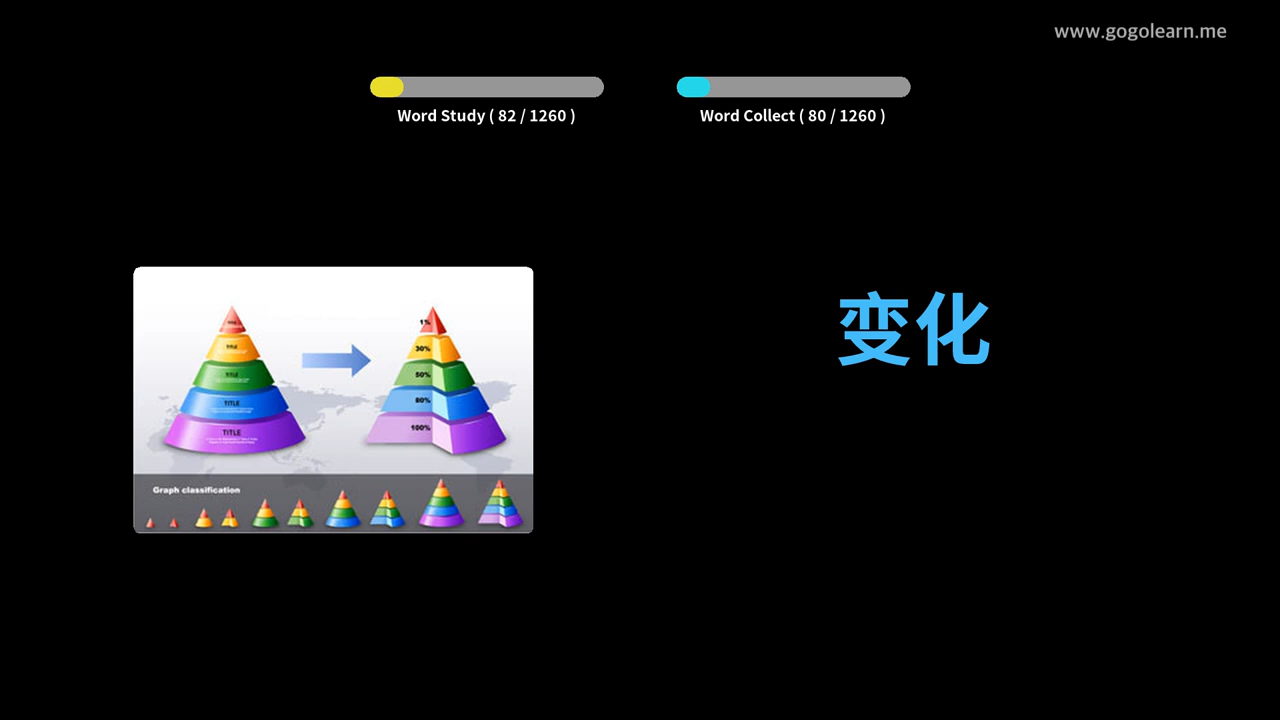 www.gogolearn.me
Word Study ( 82 / 1260 )
Word Collect ( 80 / 1260 )
变化
TITLE
TITLE
TITLE
TITLE
1%
30%
50%
80%
100%
Graph classification